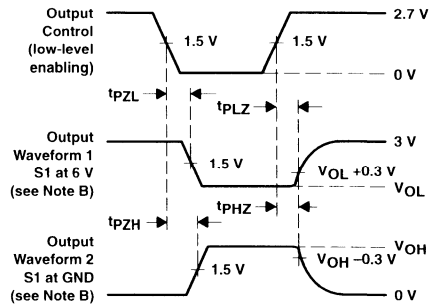 Output
Control
(low-level
enabling)
2.7 V
1.5 V
1.5 V
0 V
tPZL
tPLZ
Output
Waveform 1
S1 at 6 V
(see Note B)
3 V
1.5 V
VOL +0.3 V
VOL
tPHZ
tPZH
Output
Waveform 2
S1 at GND
(see Note B)
VOH
1.5 V
VOH −0.3 V
0 V